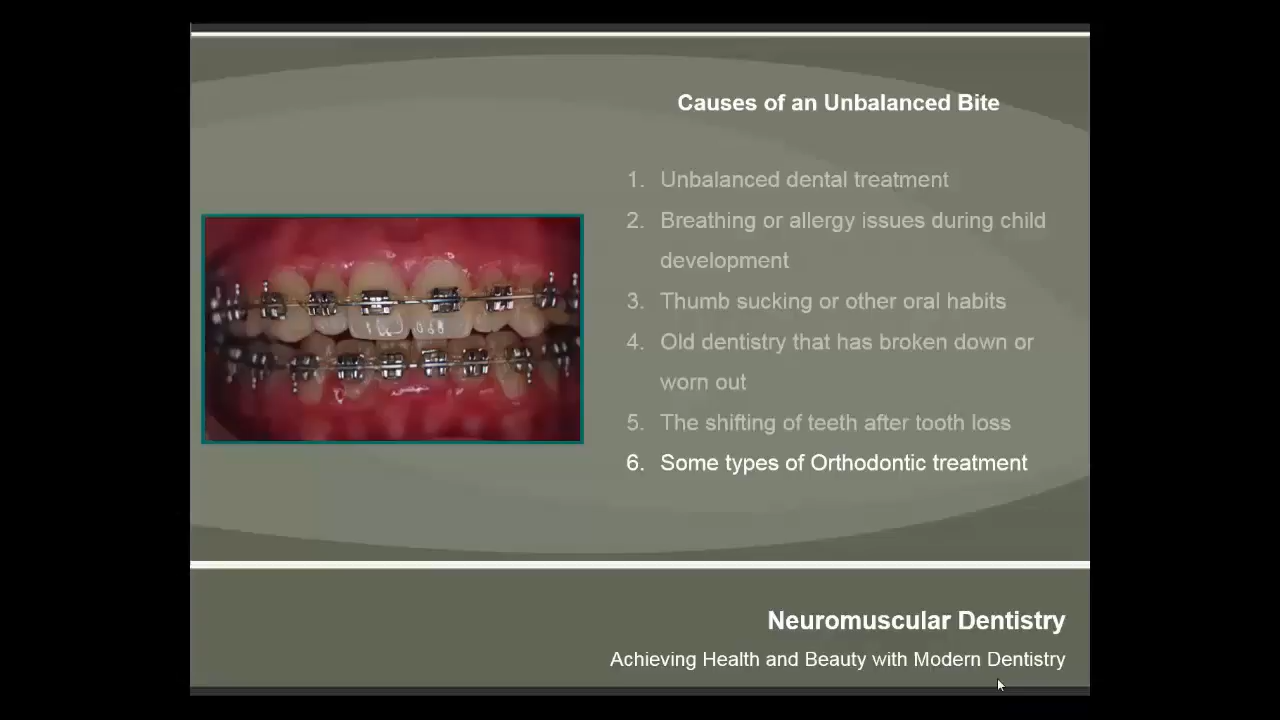 Causes of an Unbalanced Bite
1. Unbalanced dental treatment
2. Breathing or allergy issues during child
development
3. Thumb sucking or other oral habits
4. Old dentistry that has broken down or
worn out
5. The shifting of teeth after tooth loss
6. Some types of Orthodontic treatment
Neuromuscular Dentistry
Achieving Health and Beauty with Modern Dentistry